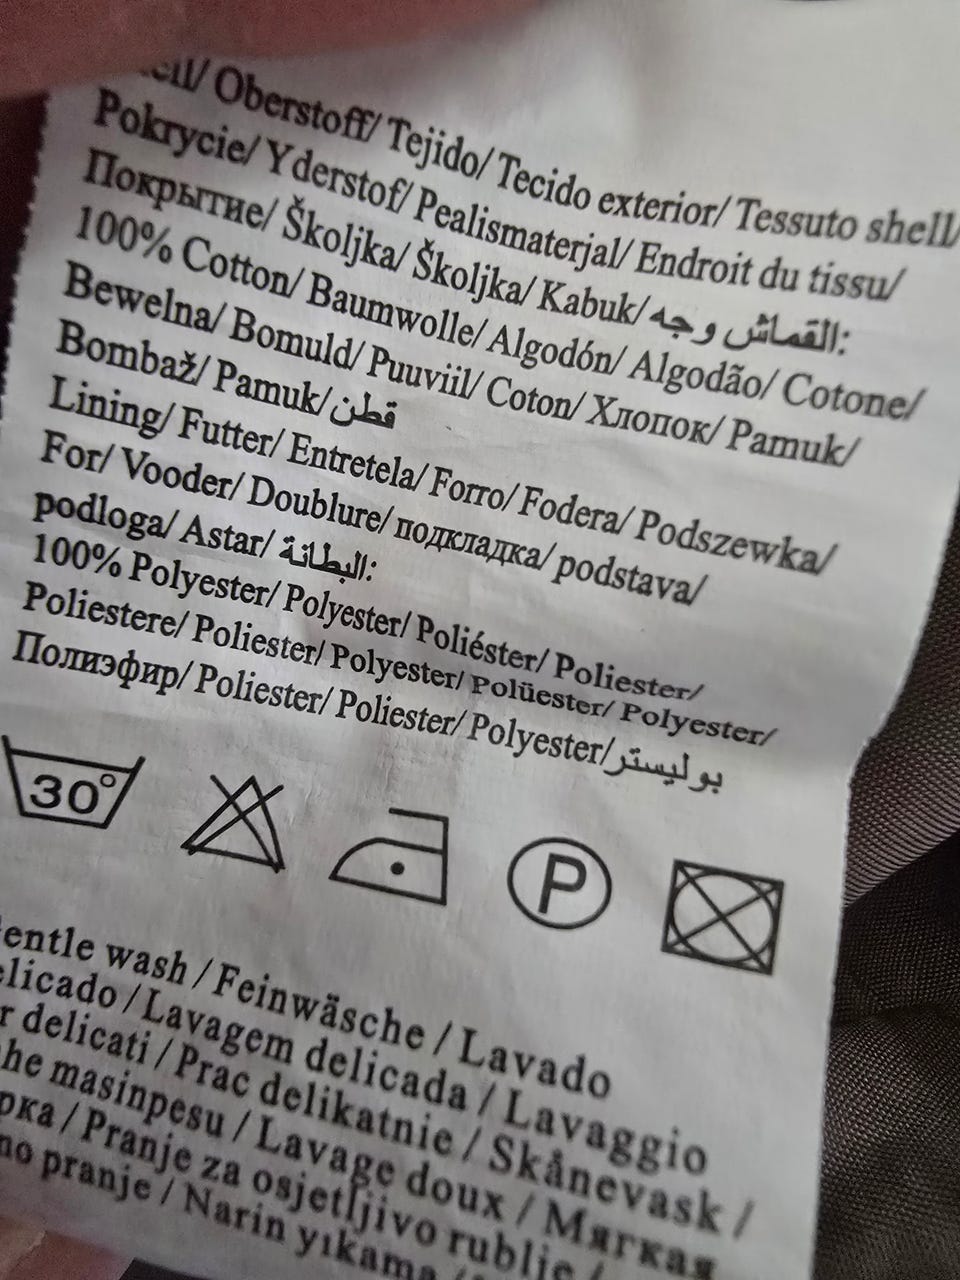 Oberstoff/ Tejido/ Tecido exterior/ Tessuto shell/
Pokrycie/ Yderstof/ Pealismaterjal/ Endroit du tissu/
Покрытие/ Školjka/ Školjka/ Kabuk/ القماش وجه:
100% Cotton/ Baumwolle/ Algodón/ Algodão/ Cotone/
Bewelna/ Bomuld/ Puuviil/ Coton/ Хлопок/ Pamuk/
Bombaž/ Pamuk/ قطن
Lining/ Futter/ Entretela/ Forro/ Fodera/ Podszewka/
For/ Vooder/ Doublure/ подкладка/ podstava/
podloga/ Astar/ البطانة:
100% Polyester/ Polyester/ Poliéster/ Poliester/
Poliestere/ Poliester/ Polyester/ Polüester/ Polyester/
Полиэфир/ Poliester/ Poliester/ Polyester/ بوليستر
30° P
wash / Feinwäsche / Lavado
/ Lavagem delicada / Lavaggio
delicati / Prac delikatnie / Skånevask /
masinpesu / Lavage doux / Мягкая
/ Pranje za osjetljivo rublje /
pranje / Narin yıkama